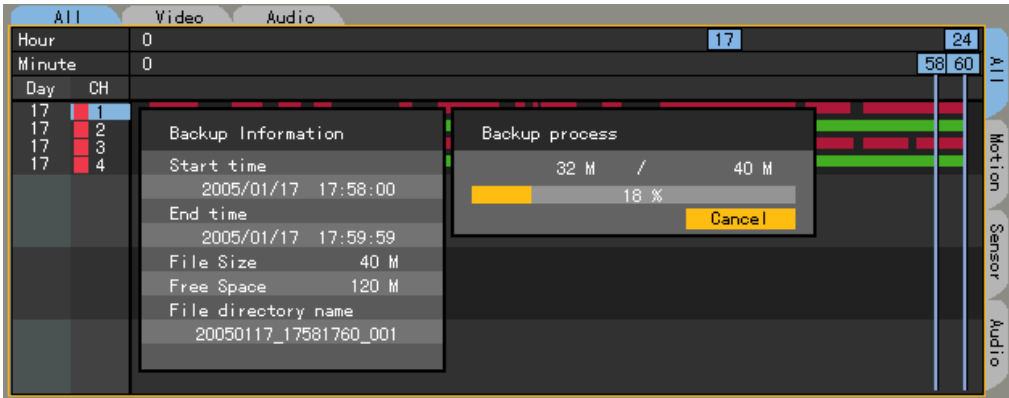 All Video Audio
Hour 0 17 24
Minute 0 58 60
Day CH
17 1
17 2
17 3
17 4
Backup Information
Start time
2005/01/17 17:58:00
End time
2005/01/17 17:59:59
File Size 40 M
Free Space 120 M
File directory name
20050117_17581760_001
Backup process
32 M / 40 M
18 %
Cancel
All
Motion
Sensor
Audio